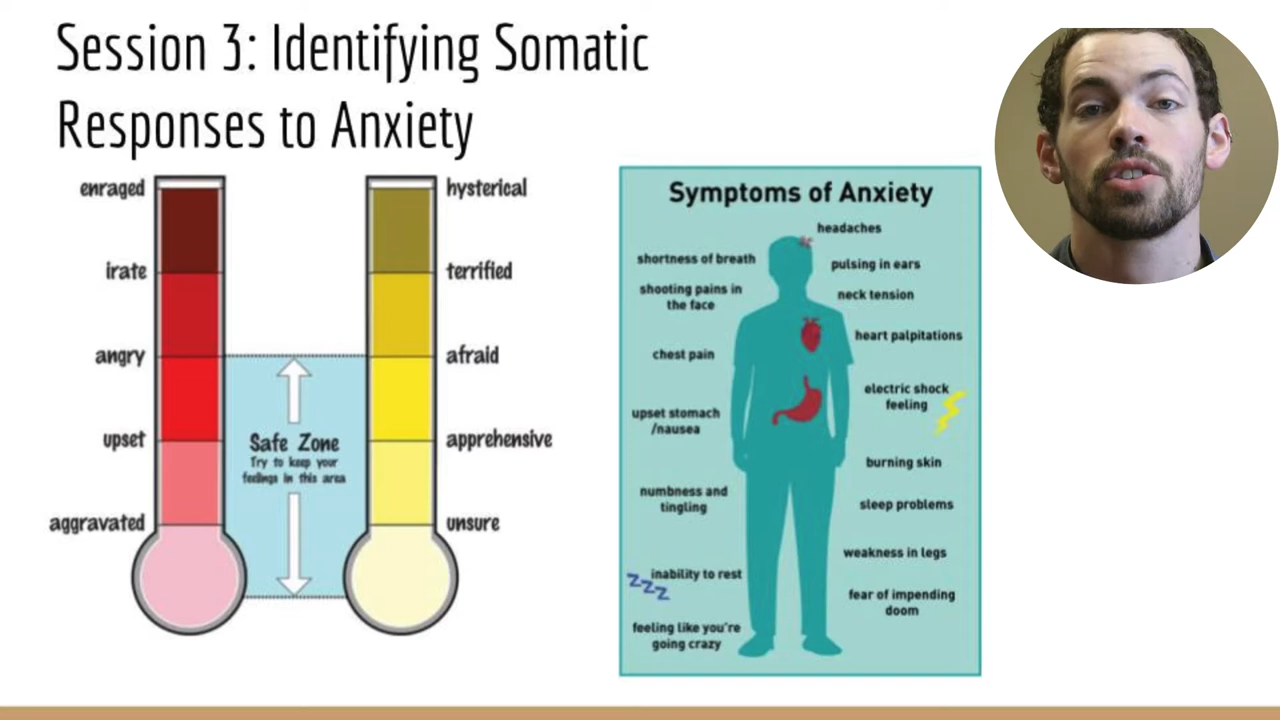 Session 3: Identifying Somatic
Responses to Anxiety
enraged
irate
angry
upset
aggravated
Safe Zone
Try to keep your
feelings in this area
hysterical
terrified
afraid
apprehensive
unsure
Symptoms of Anxiety
headaches
shortness of breath
pulsing in ears
shooting pains in
the face
neck tension
heart palpitations
chest pain
electric shock
feeling
upset stomach
/nausea
burning skin
numbness and
tingling
sleep problems
weakness in legs
inability to rest
zzz
fear of impending
doom
feeling like you're
going crazy